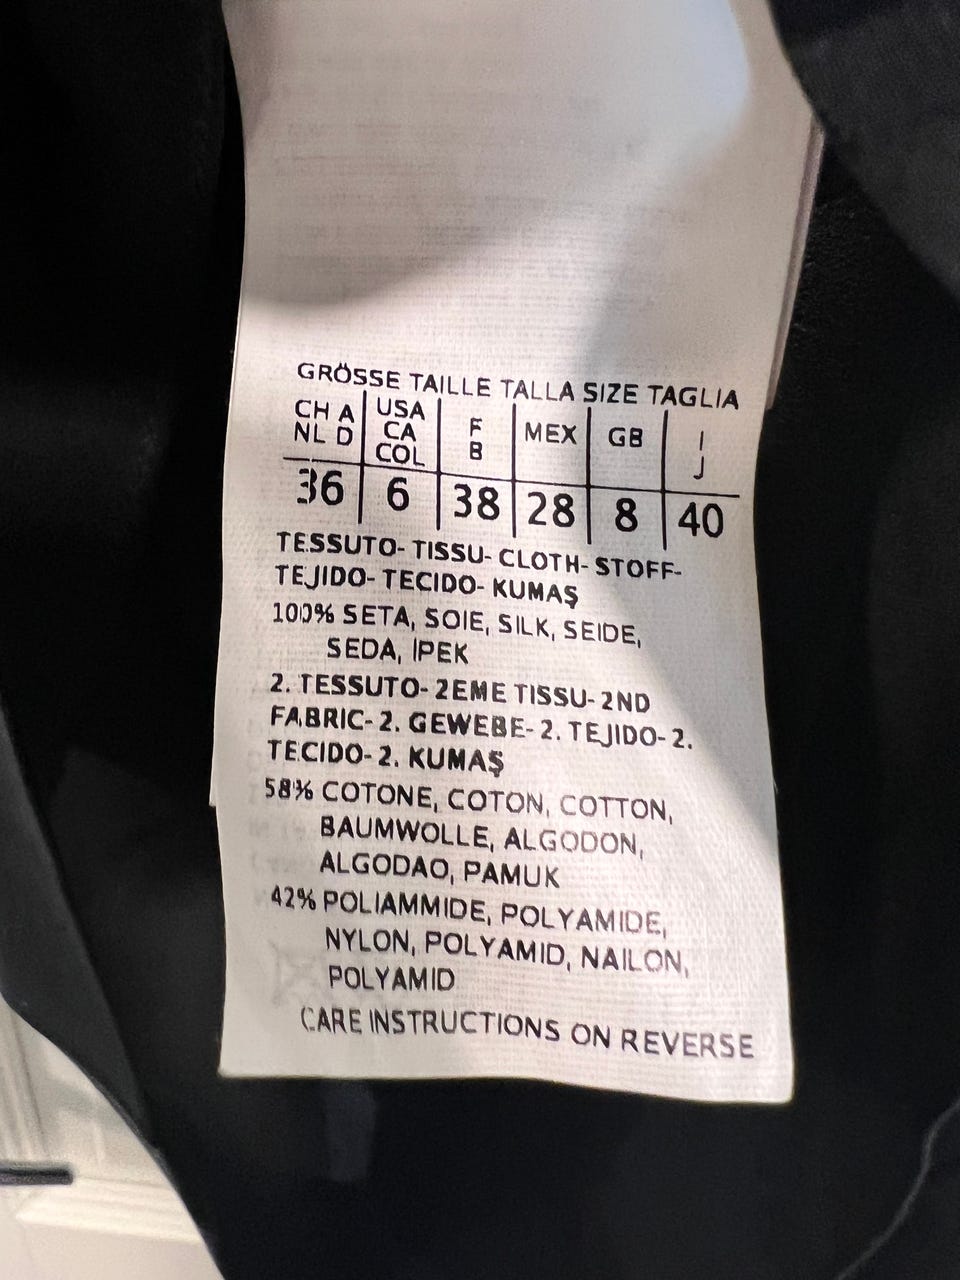 GRÖSSE TAILLE TALLA SIZE TAGLIA
CH A USA F MEX GB I
NL D CA B J
COL
36 6 38 28 8 40
TESSUTO- TISSU- CLOTH- STOFF-
TEJIDO- TECIDO- KUMAŞ
100% SETA, SOIE, SILK, SEIDE,
SEDA, İPEK
2. TESSUTO- 2EME TISSU- 2ND
FABRIC- 2. GEWEBE- 2. TEJIDO- 2.
TECIDO- 2. KUMAŞ
58% COTONE, COTON, COTTON,
BAUMWOLLE, ALGODON,
ALGODAO, PAMUK
42% POLIAMMIDE, POLYAMIDE,
NYLON, POLYAMID, NAILON,
POLYAMID
CARE INSTRUCTIONS ON REVERSE